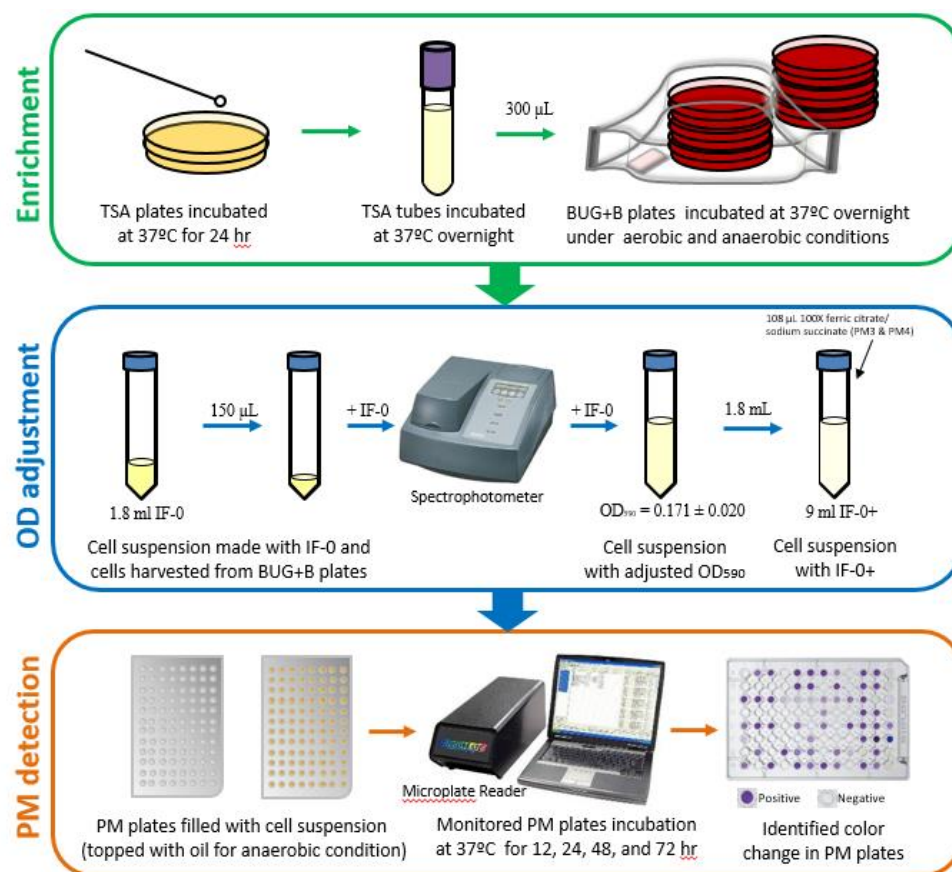 Enrichment
300 µL
TSA plates incubated
at 37ºC for 24 hr
TSA tubes incubated
at 37ºC overnight
BUG+B plates incubated at 37ºC overnight
under aerobic and anaerobic conditions
OD adjustment
108 µL 100X ferric citrate/
sodium succinate (PM3 & PM4)
150 µL
+ IF-0
+ IF-0
1.8 mL
Spectrophotometer
1.8 ml IF-0
OD₅₉₀ = 0.171 ± 0.020
9 ml IF-0+
Cell suspension made with IF-0 and
cells harvested from BUG+B plates
Cell suspension
with adjusted OD₅₉₀
Cell suspension
with IF-0+
PM detection
Microplate Reader
Positive
Negative
PM plates filled with cell suspension
(topped with oil for anaerobic condition)
Monitored PM plates incubation
at 37ºC for 12, 24, 48, and 72 hr
Identified color
change in PM plates